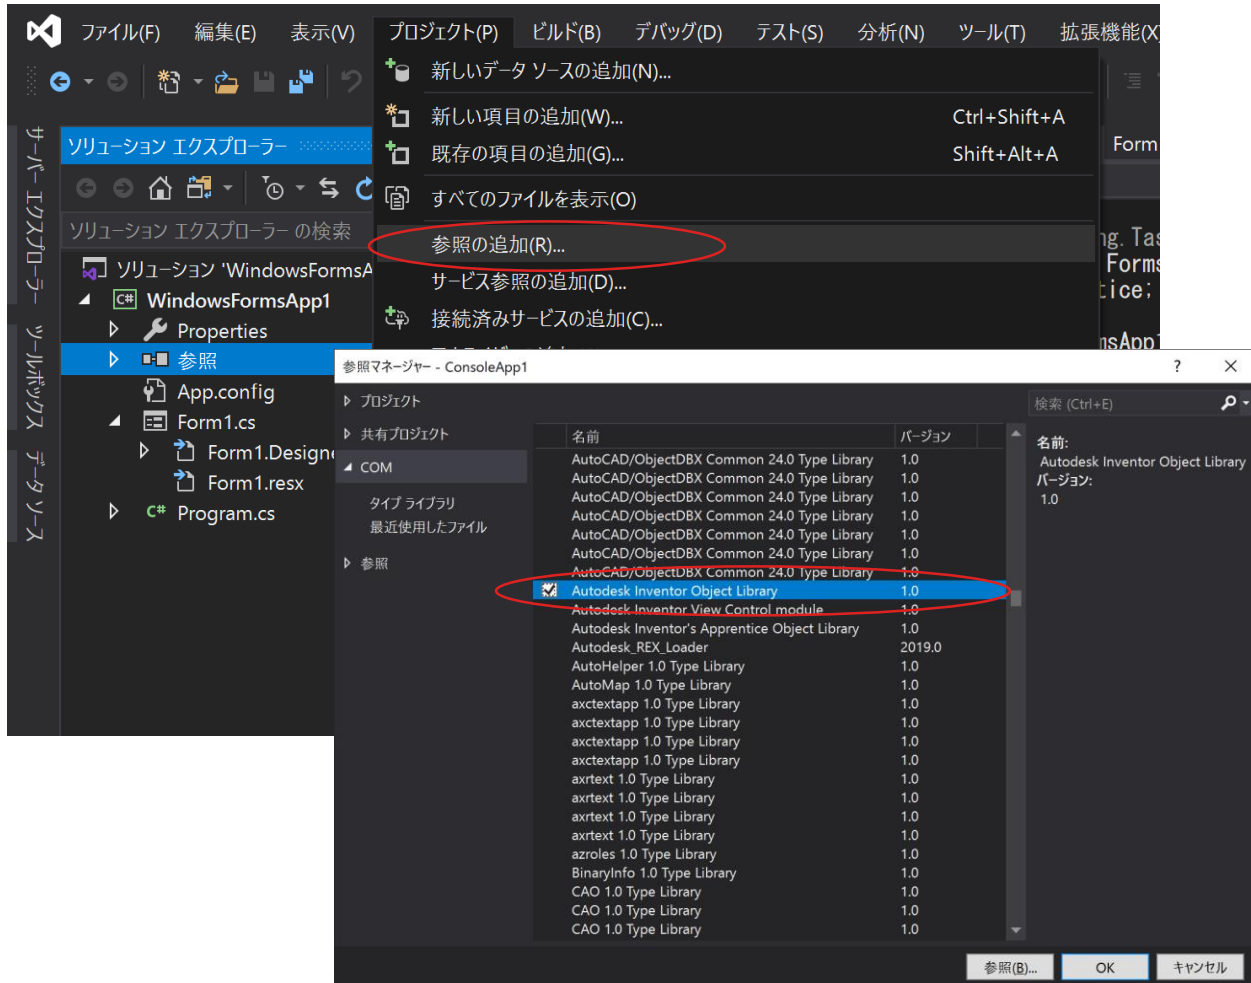 ファイル(F) 編集(E) 表示(V) プロジェクト(P) ビルド(B) デバッグ(D) テスト(S) 分析(N) ツール(T) 拡張機能(X)
新しいデータ ソースの追加(N)...
新しい項目の追加(W)... Ctrl+Shift+A
既存の項目の追加(G)... Shift+Alt+A
すべてのファイルを表示(O)
参照の追加(R)...
サービス参照の追加(D)...
接続済みサービスの追加(C)...
サーバー エクスプローラー
ツールボックス
データ ソース
ソリューション エクスプローラー
ソリューション エクスプローラー の検索
ソリューション 'WindowsFormsA
C# WindowsFormsApp1
Properties
参照
App.config
Form1.cs
Form1.Designe
Form1.resx
C# Program.cs
Form
ng.Tas
Forms
tice;
msApp1
参照マネージャー - ConsoleApp1
? ×
プロジェクト
共有プロジェクト
COM
タイプ ライブラリ
最近使用したファイル
参照
検索 (Ctrl+E)
名前 バージョン
AutoCAD/ObjectDBX Common 24.0 Type Library 1.0
AutoCAD/ObjectDBX Common 24.0 Type Library 1.0
AutoCAD/ObjectDBX Common 24.0 Type Library 1.0
AutoCAD/ObjectDBX Common 24.0 Type Library 1.0
AutoCAD/ObjectDBX Common 24.0 Type Library 1.0
AutoCAD/ObjectDBX Common 24.0 Type Library 1.0
AutoCAD/ObjectDBX Common 24.0 Type Library 1.0
Autodesk Inventor Object Library 1.0
Autodesk Inventor View Control module 1.0
Autodesk Inventor's Apprentice Object Library 1.0
Autodesk_REX_Loader 2019.0
AutoHelper 1.0 Type Library 1.0
AutoMap 1.0 Type Library 1.0
axctextapp 1.0 Type Library 1.0
axctextapp 1.0 Type Library 1.0
axctextapp 1.0 Type Library 1.0
axctextapp 1.0 Type Library 1.0
axrtext 1.0 Type Library 1.0
axrtext 1.0 Type Library 1.0
axrtext 1.0 Type Library 1.0
axrtext 1.0 Type Library 1.0
azroles 1.0 Type Library 1.0
BinaryInfo 1.0 Type Library 1.0
CAO 1.0 Type Library 1.0
CAO 1.0 Type Library 1.0
CAO 1.0 Type Library 1.0
名前:
Autodesk Inventor Object Library
バージョン:
1.0
参照(B)... OK キャンセル